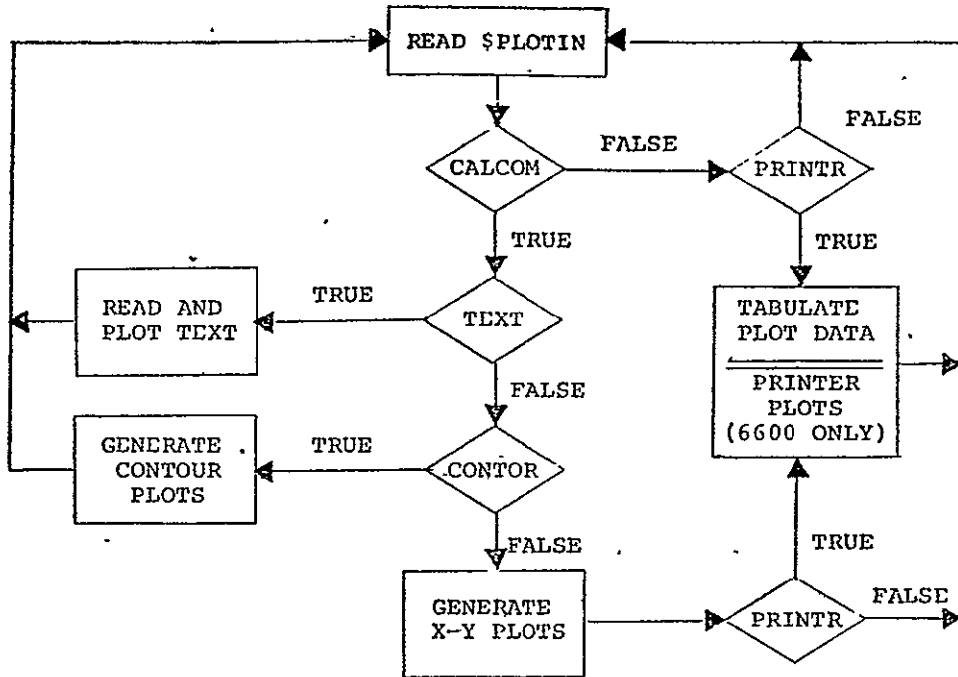 READ $PLOTIN
FALSE
FALSE
CALCOM
PRINTR
TRUE
TRUE
READ AND
PLOT TEXT
TRUE
TEXT
TABULATE
PLOT DATA
PRINTER
PLOTS
(6600 ONLY)
FALSE
GENERATE
CONTOUR
PLOTS
TRUE
CONTOR
FALSE
TRUE
GENERATE
X-Y PLOTS
PRINTR
FALSE